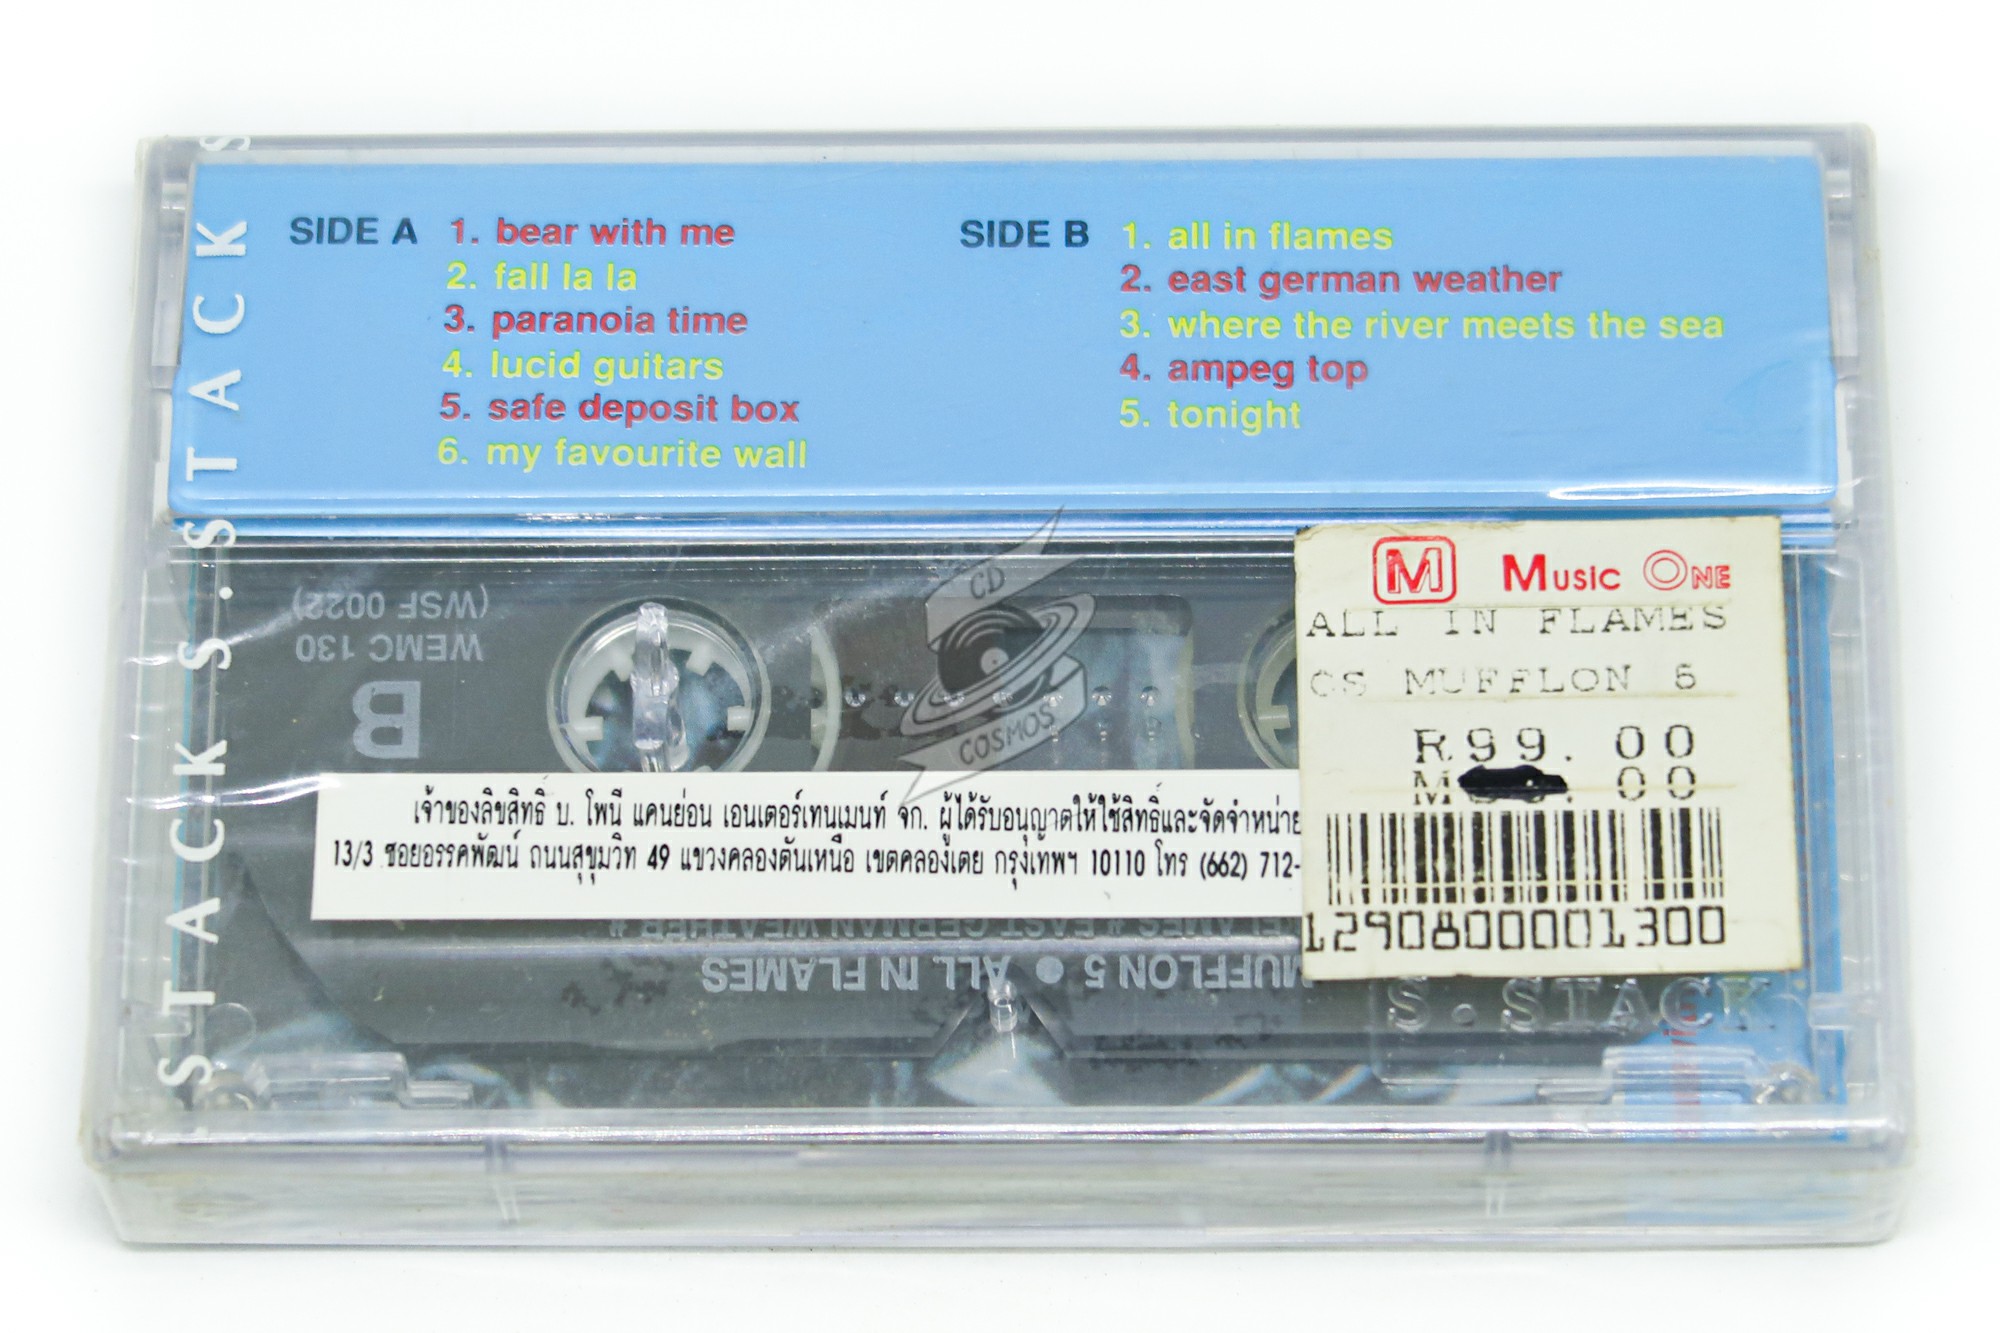 SIDE A
1. bear with me
2. fall la la
3. paranoia time
4. lucid guitars
5. safe deposit box
6. my favourite wall
SIDE B
1. all in flames
2. east german weather
3. where the river meets the sea
4. ampeg top
5. tonight
S.STACK S.STACK S
M Music One
ALL IN FLAMES
CS MUFFLON 5
R99.00
M .00
1290800001300
WEMC 130
(WSF 0022)
B
CD
COSMOS
เจ้าของลิขสิทธิ์ บ. โพนี แคนย่อน เอนเตอร์เทนเมนท์ จก. ผู้ได้รับอนุญาตให้ใช้สิทธิ์และจัดจำหน่าย
13/3 ซอยอรรคพัฒน์ ถนนสุขุมวิท 49 แขวงคลองตันเหนือ เขตคลองเตย กรุงเทพฯ 10110 โทร (662) 712-
FLAMES # EAST GERMAN WEATHER #
MUFFLON 5 ● ALL IN FLAMES
S.STACK